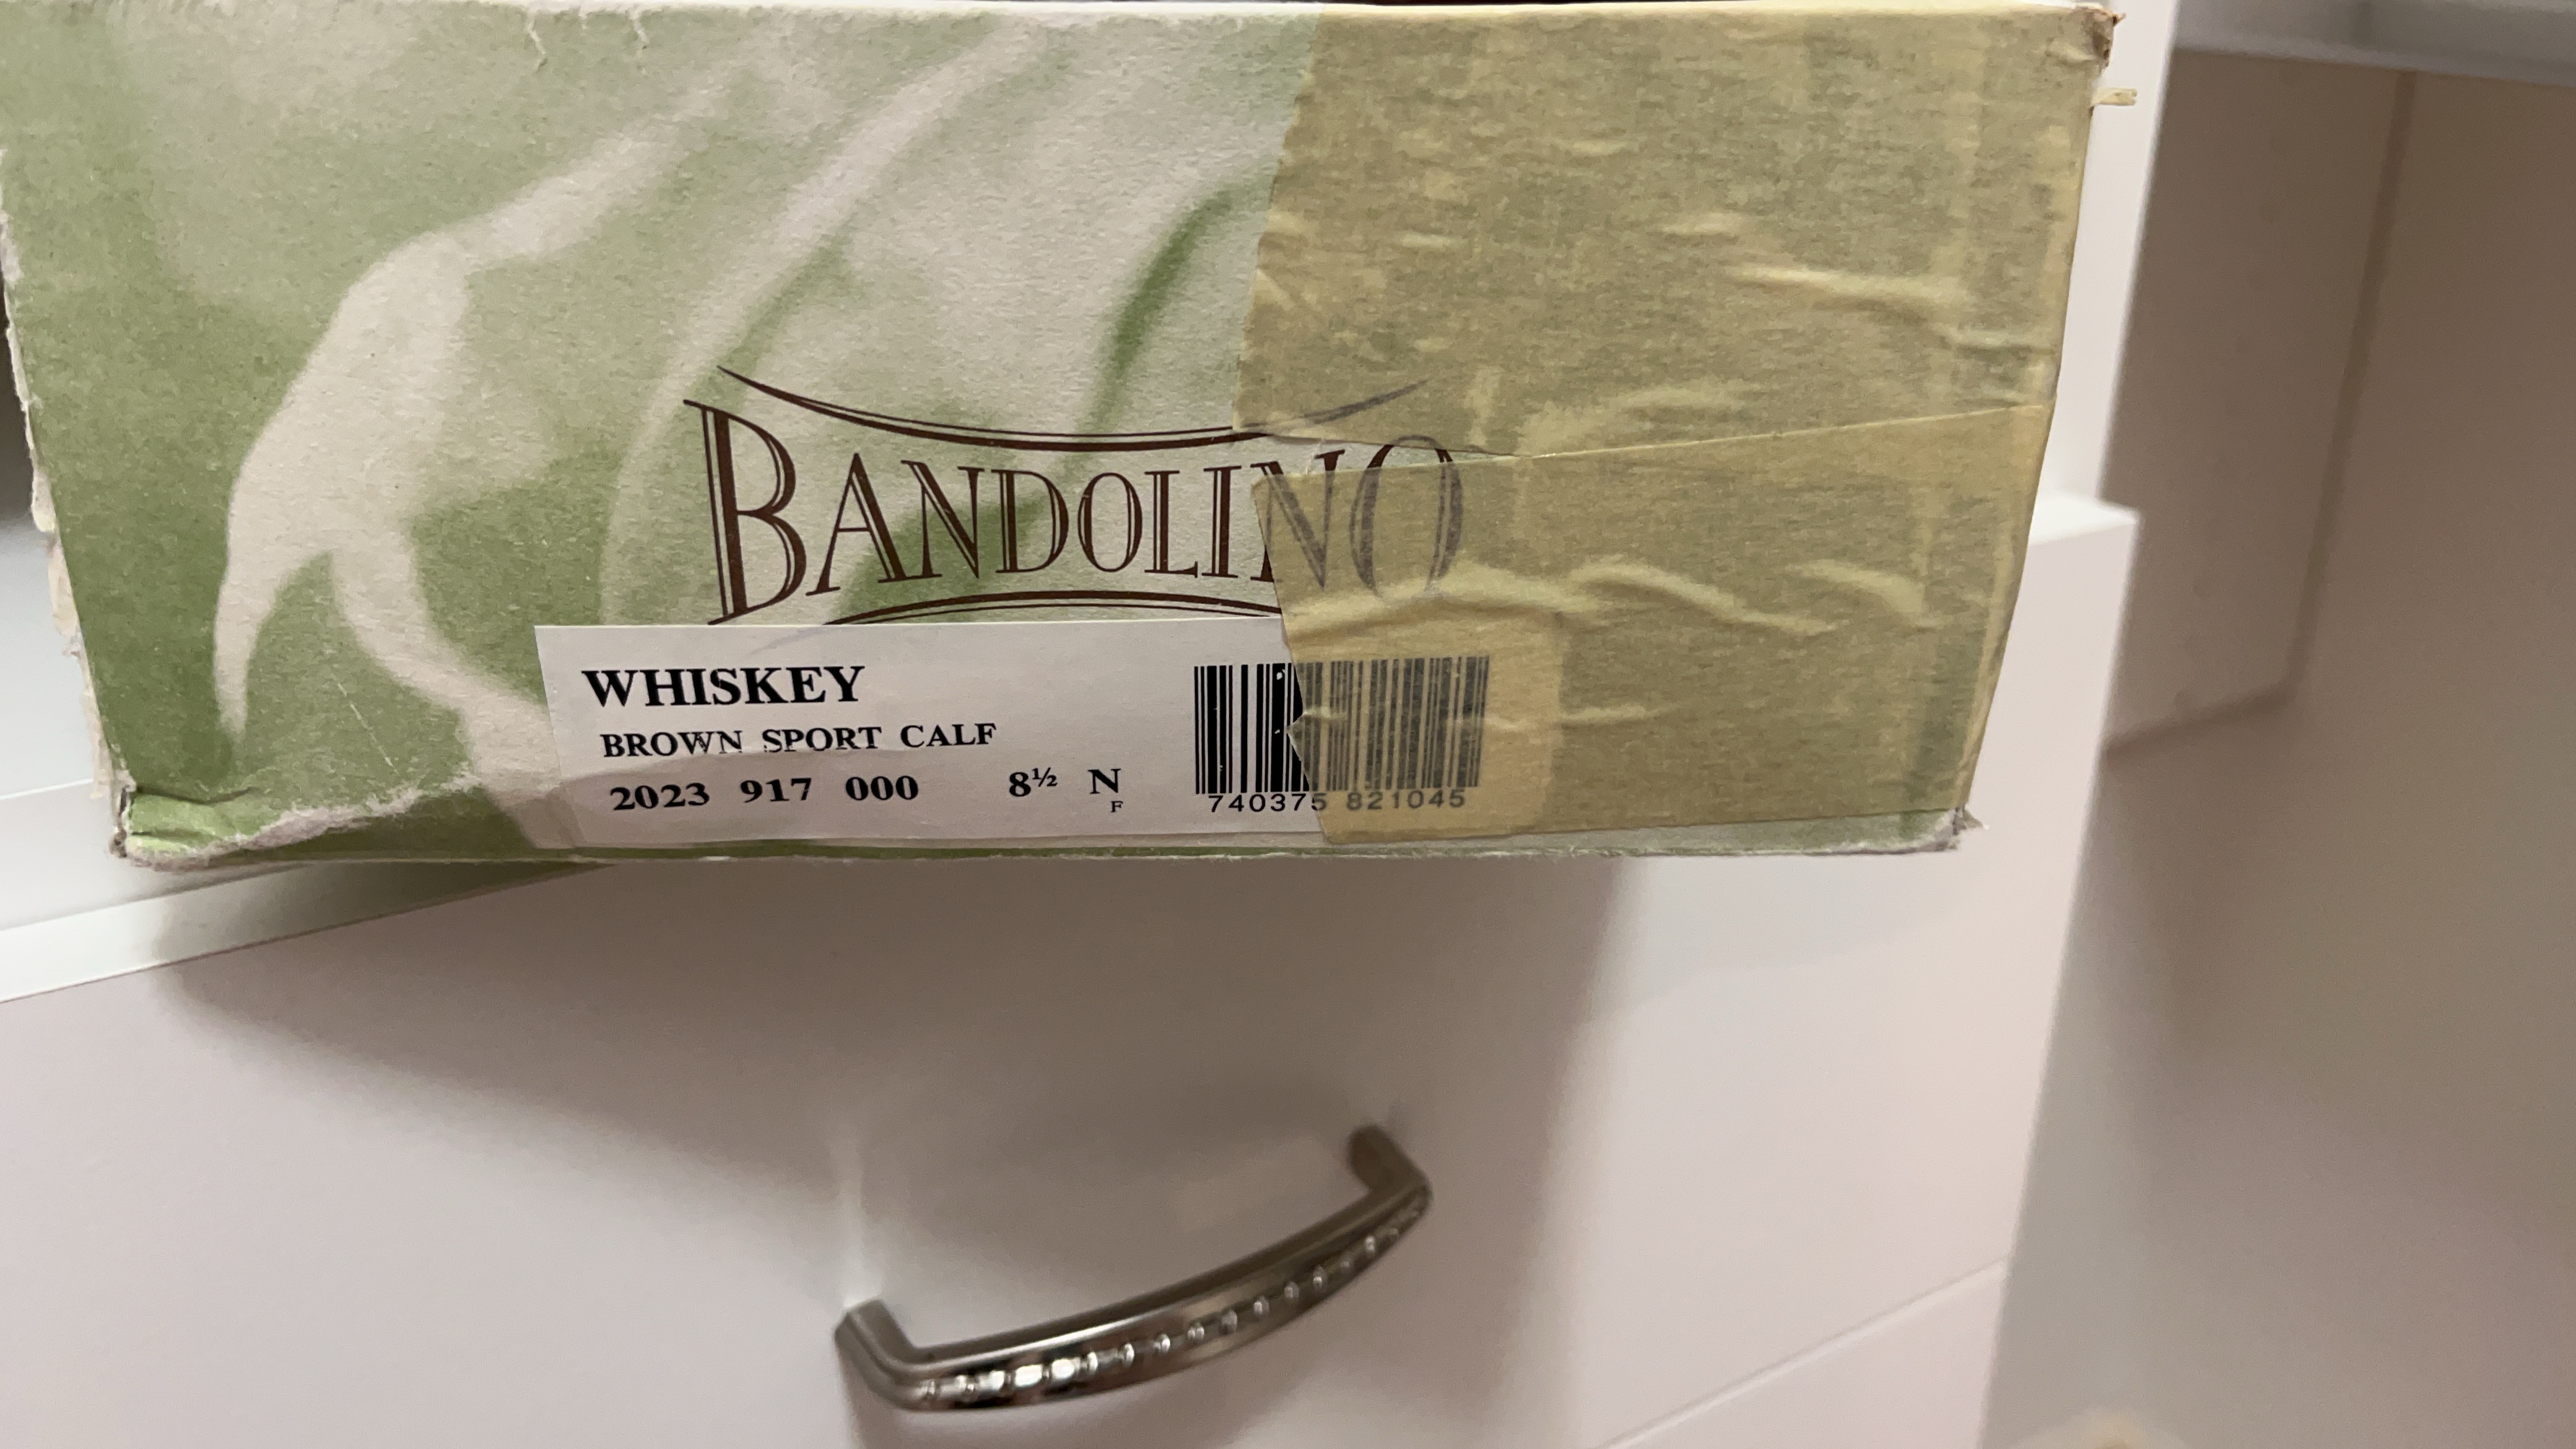 BANDOLINO
WHISKEY
BROWN SPORT CALF
2023 917 000 8½ N
F
740375 821045